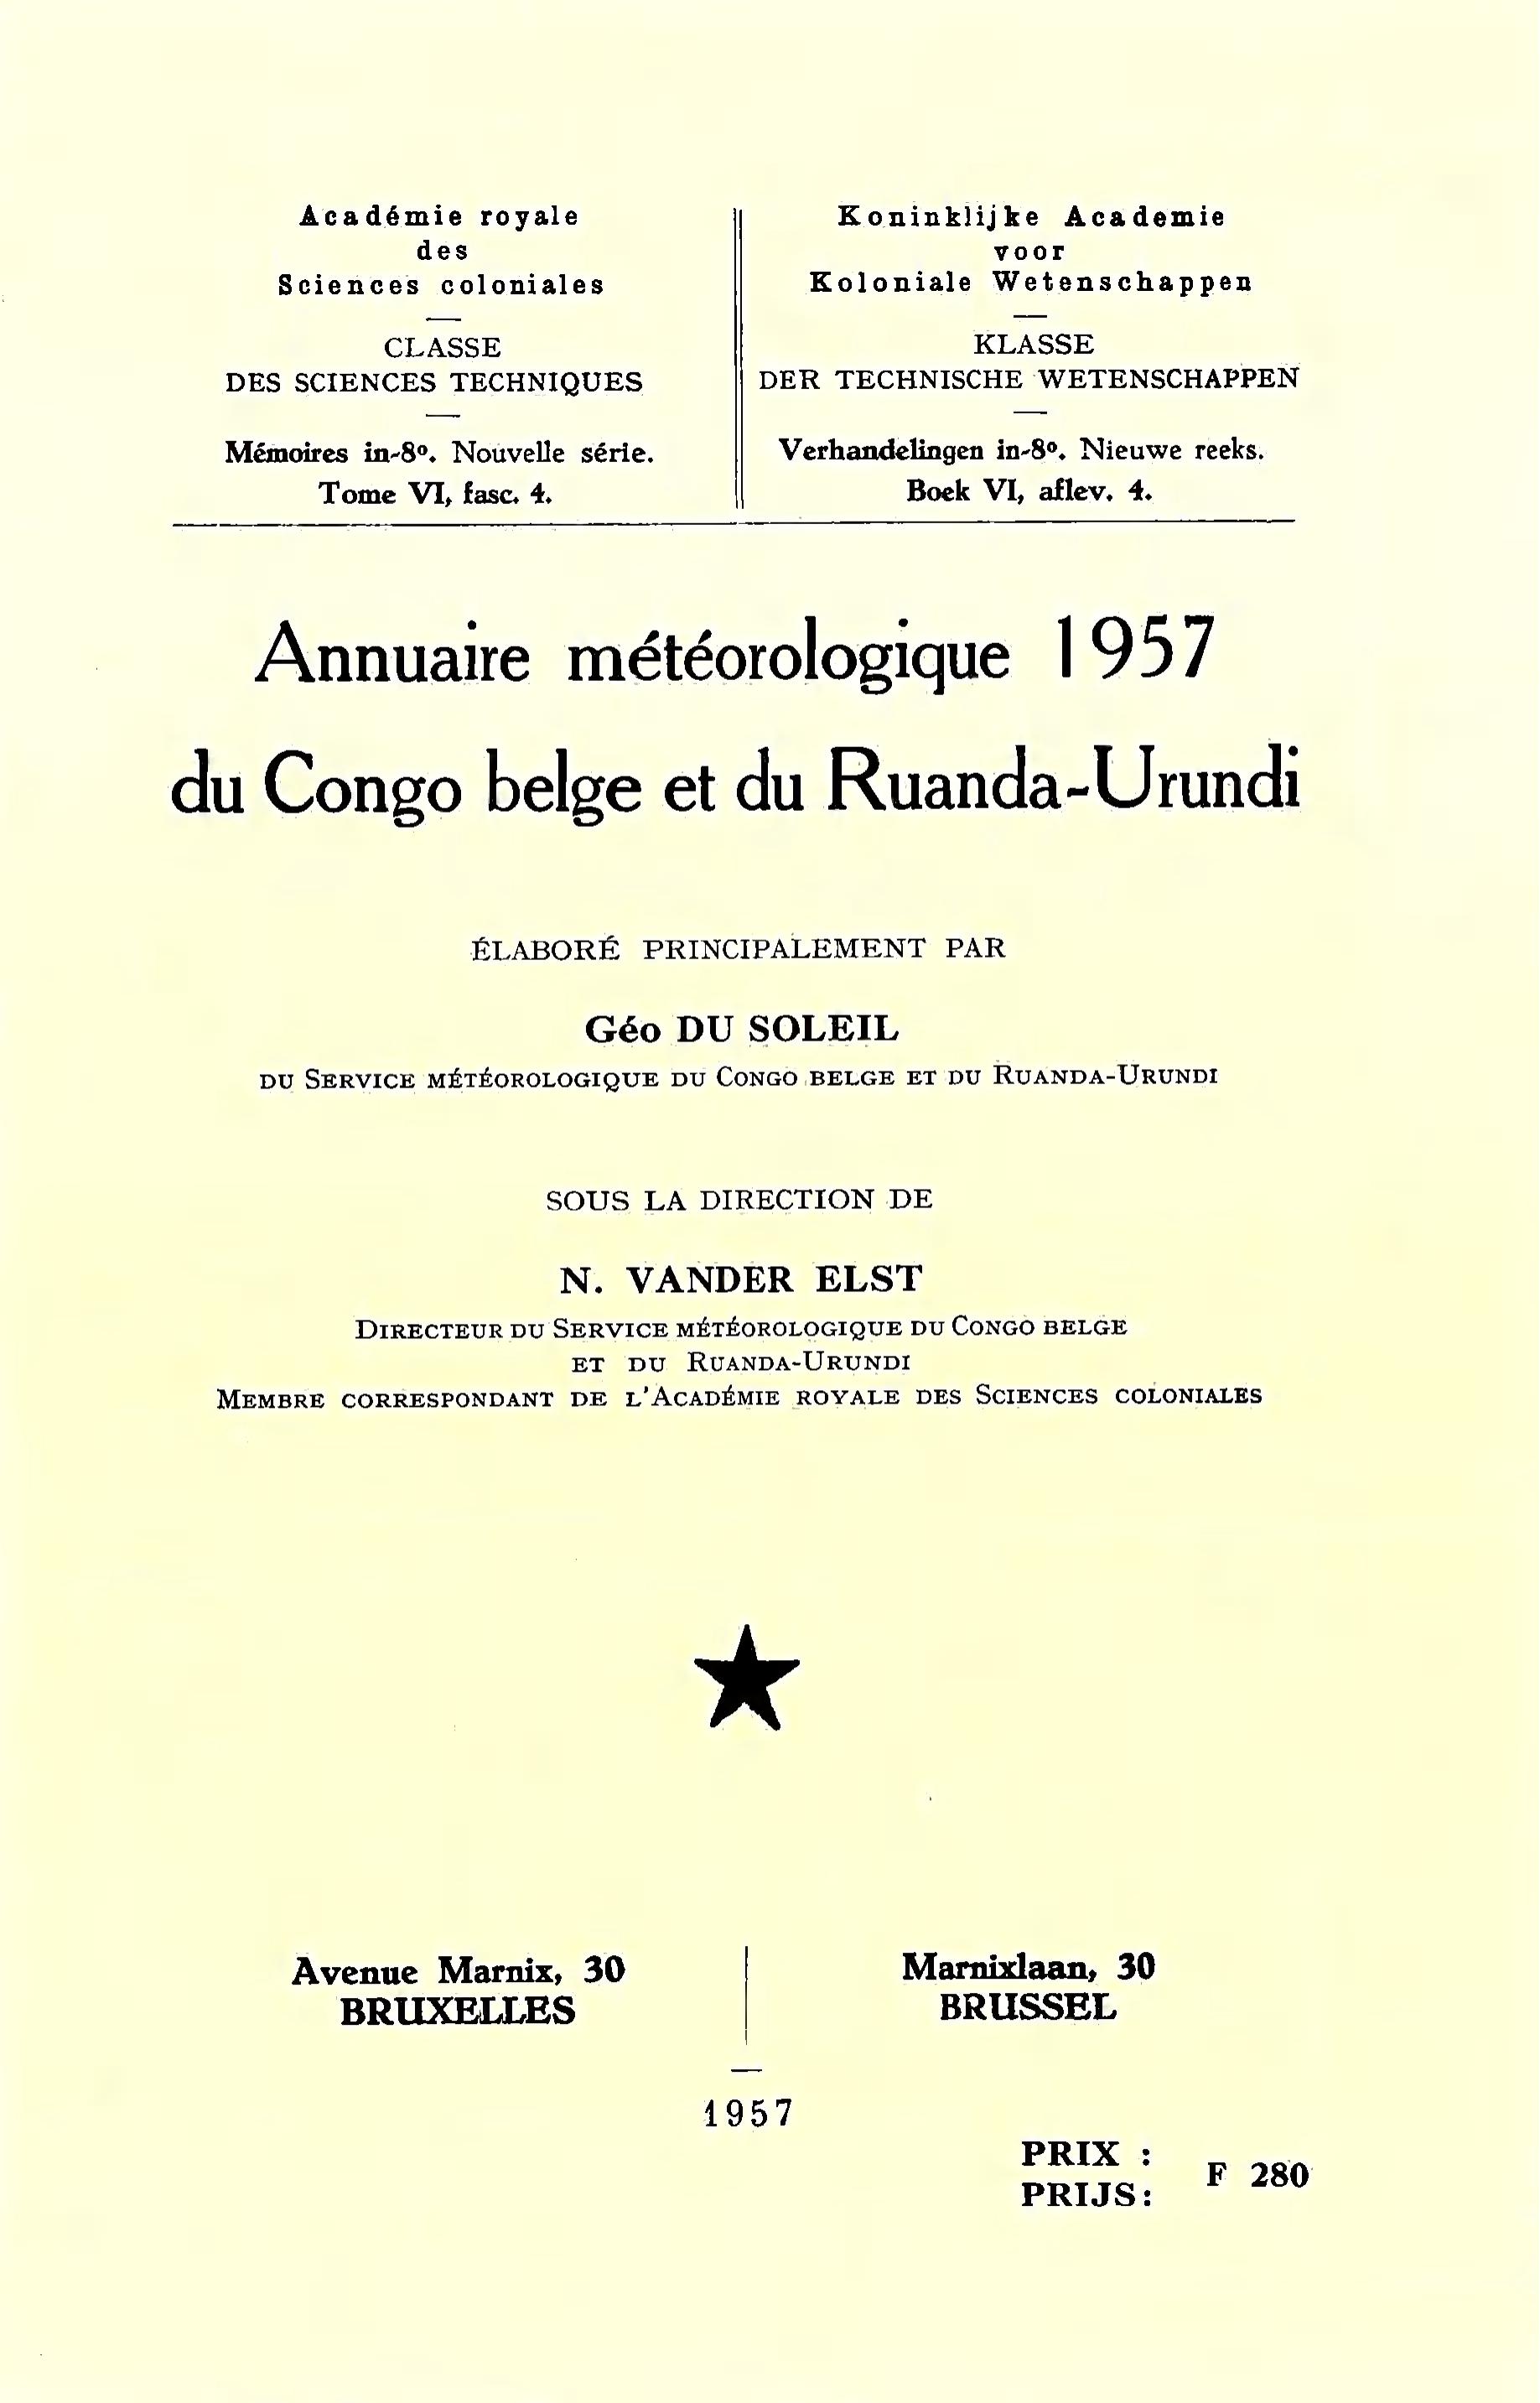 Académie royale
des
Sciences coloniales
CLASSE
DES SCIENCES TECHNIQUES
Mémoires in-8º. Nouvelle série.
Tome VI, fasc. 4.
Koninklijke Academie
voor
Koloniale Wetenschappen
KLASSE
DER TECHNISCHE WETENSCHAPPEN
Verhandelingen in-8º. Nieuwe reeks.
Boek VI, aflev. 4.
Annuaire météorologique 1957
du Congo belge et du Ruanda-Urundi
ÉLABORÉ PRINCIPALEMENT PAR
Géo DU SOLEIL
DU SERVICE MÉTÉOROLOGIQUE DU CONGO BELGE ET DU RUANDA-URUNDI
SOUS LA DIRECTION DE
N. VANDER ELST
DIRECTEUR DU SERVICE MÉTÉOROLOGIQUE DU CONGO BELGE
ET DU RUANDA-URUNDI
MEMBRE CORRESPONDANT DE L'ACADÉMIE ROYALE DES SCIENCES COLONIALES
Avenue Marnix, 30
BRUXELLES
Marnixlaan, 30
BRUSSEL
1957
PRIX :
PRIJS:
F 280